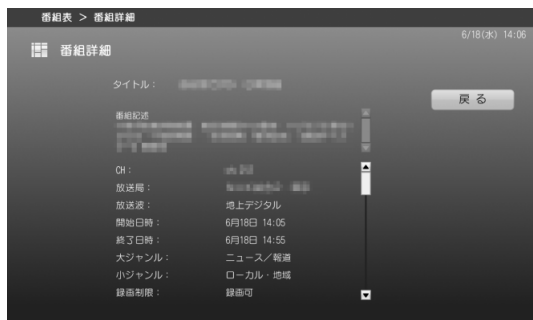 番組表 > 番組詳細
6/18(水) 14:06
番組詳細
タイトル：
戻る
番組記述
CH：
放送局：
放送波： 地上デジタル
開始日時： 6月18日 14:05
終了日時： 6月18日 14:55
大ジャンル： ニュース／報道
小ジャンル： ローカル・地域
録画制限： 録画可